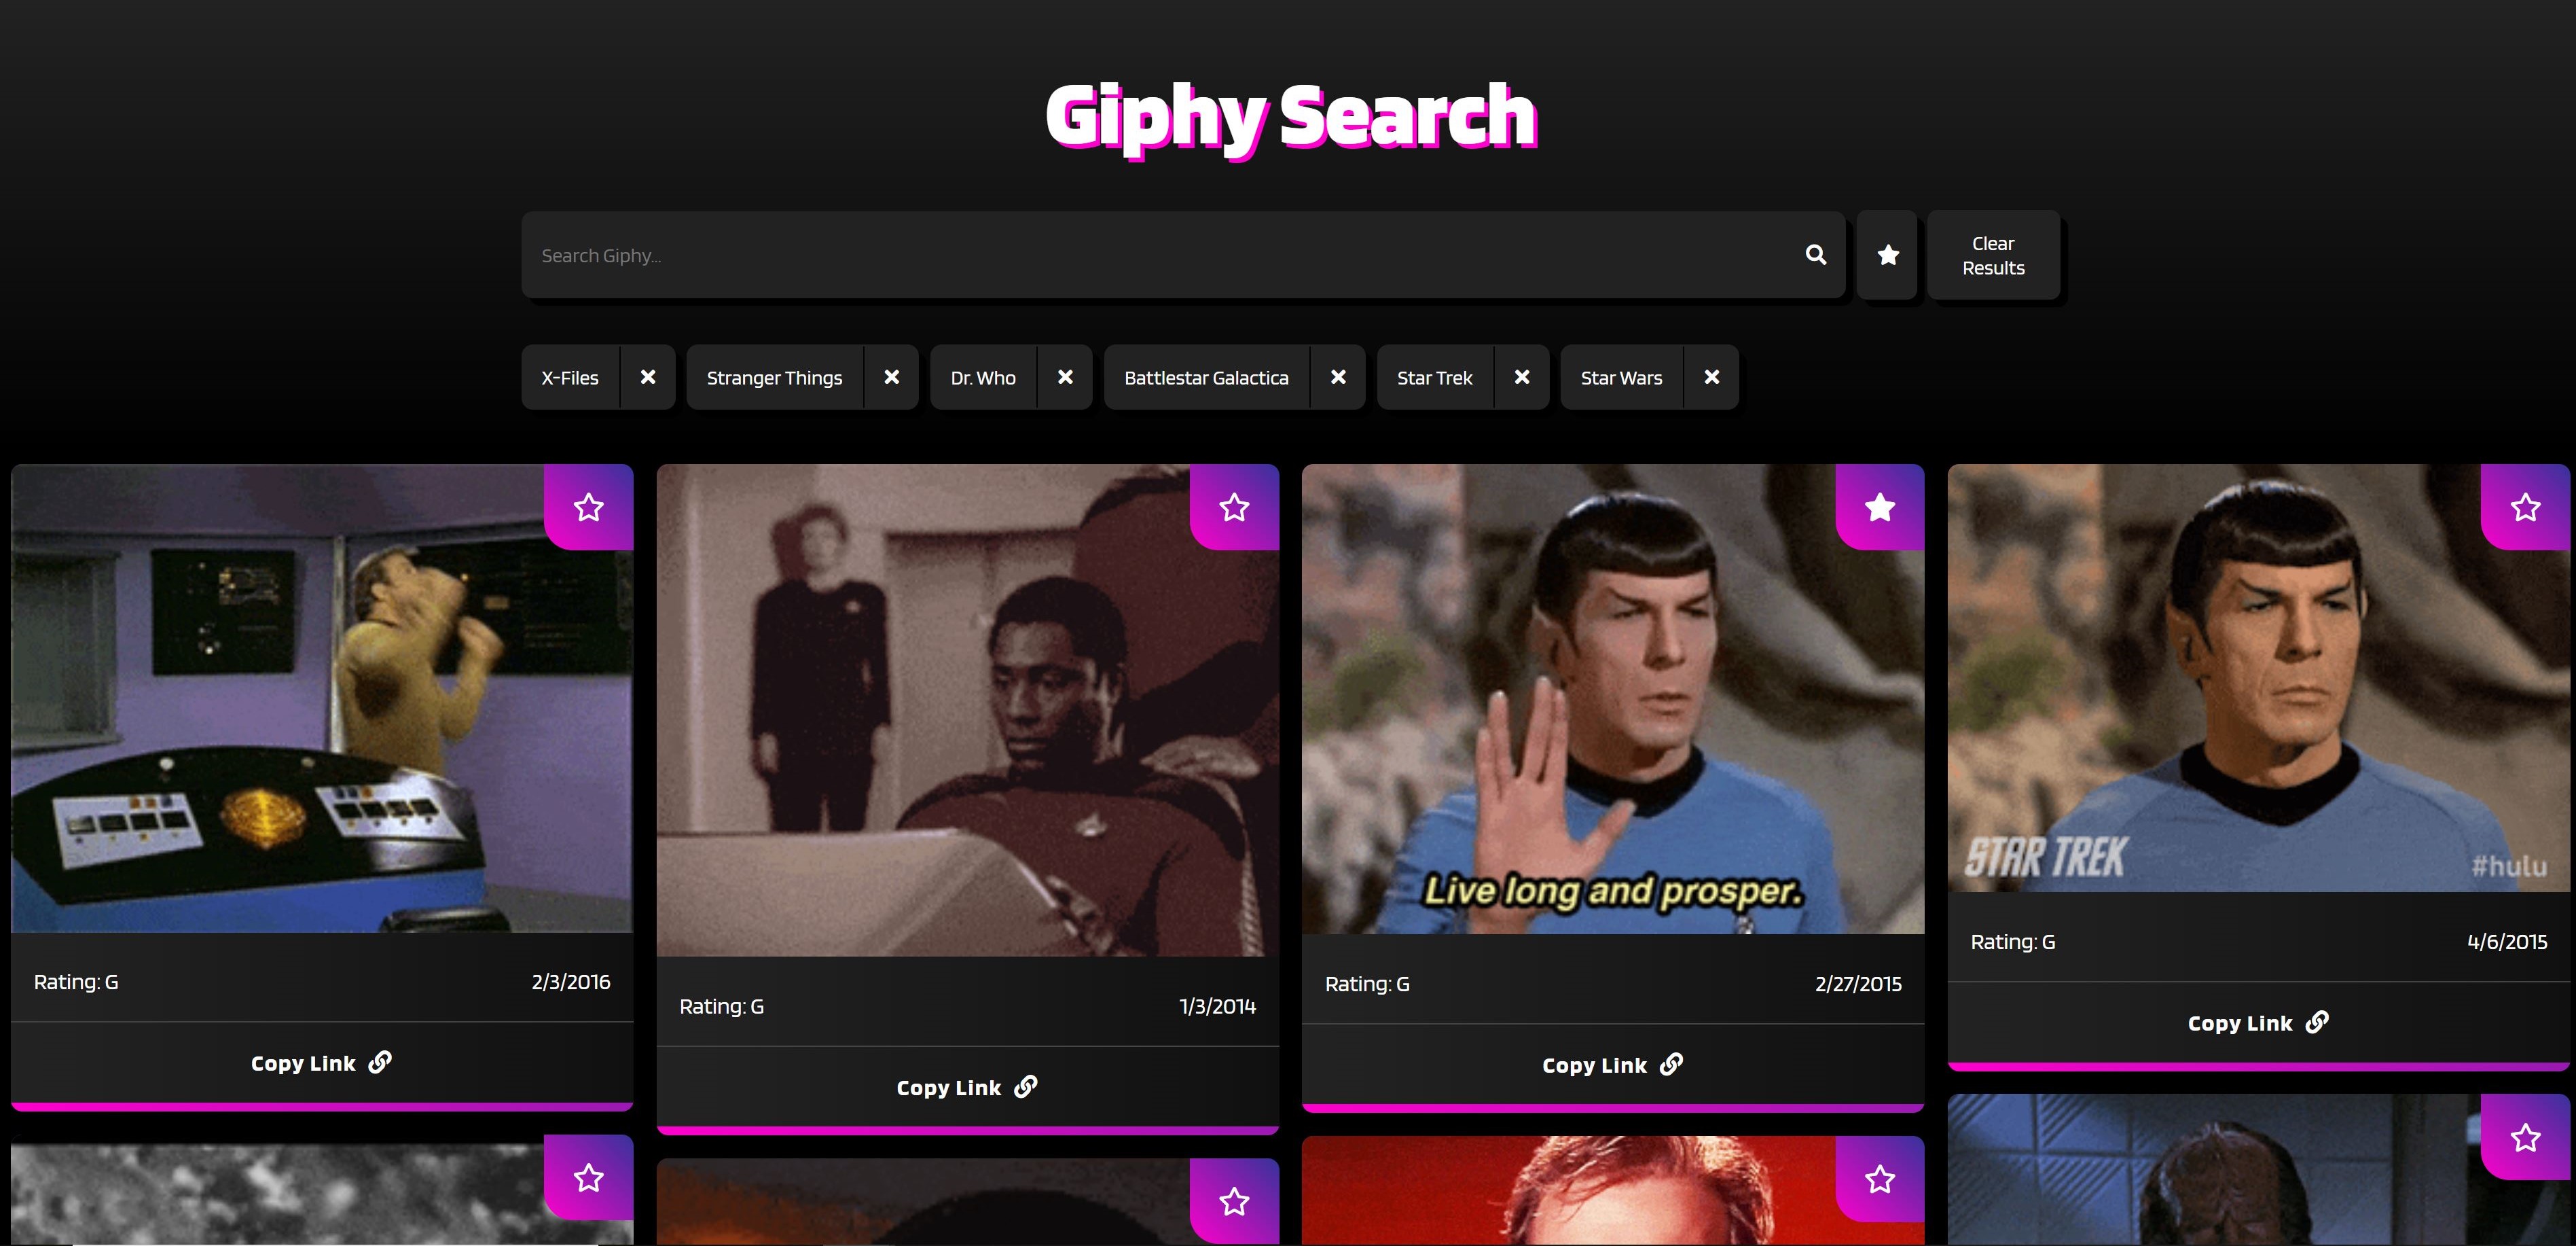 Giphy Search
Search Giphy...
Clear
Results
X-Files
Stranger Things
Dr. Who
Battlestar Galactica
Star Trek
Star Wars
Live long and prosper.
STAR TREK
#hulu
Rating: G 2/3/2016
Copy Link
Rating: G 1/3/2014
Copy Link
Rating: G 2/27/2015
Copy Link
Rating: G 4/6/2015
Copy Link